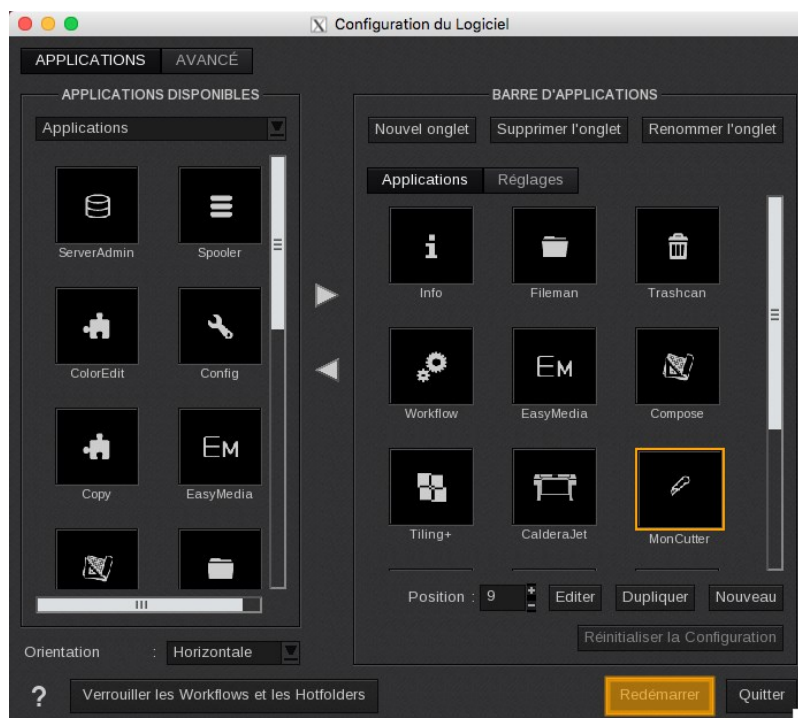 Configuration du Logiciel
APPLICATIONS AVANCÉ
APPLICATIONS DISPONIBLES
Applications
ServerAdmin Spooler
ColorEdit Config
EM
Copy EasyMedia
Orientation : Horizontale
BARRE D'APPLICATIONS
Nouvel onglet Supprimer l'onglet Renommer l'onglet
Applications Réglages
Info Fileman Trashcan
EM
Workflow EasyMedia Compose
Tiling+ CalderaJet MonCutter
Position : 9 Editer Dupliquer Nouveau
Réinitialiser la Configuration
? Verrouiller les Workflows et les Hotfolders Redémarrer Quitter